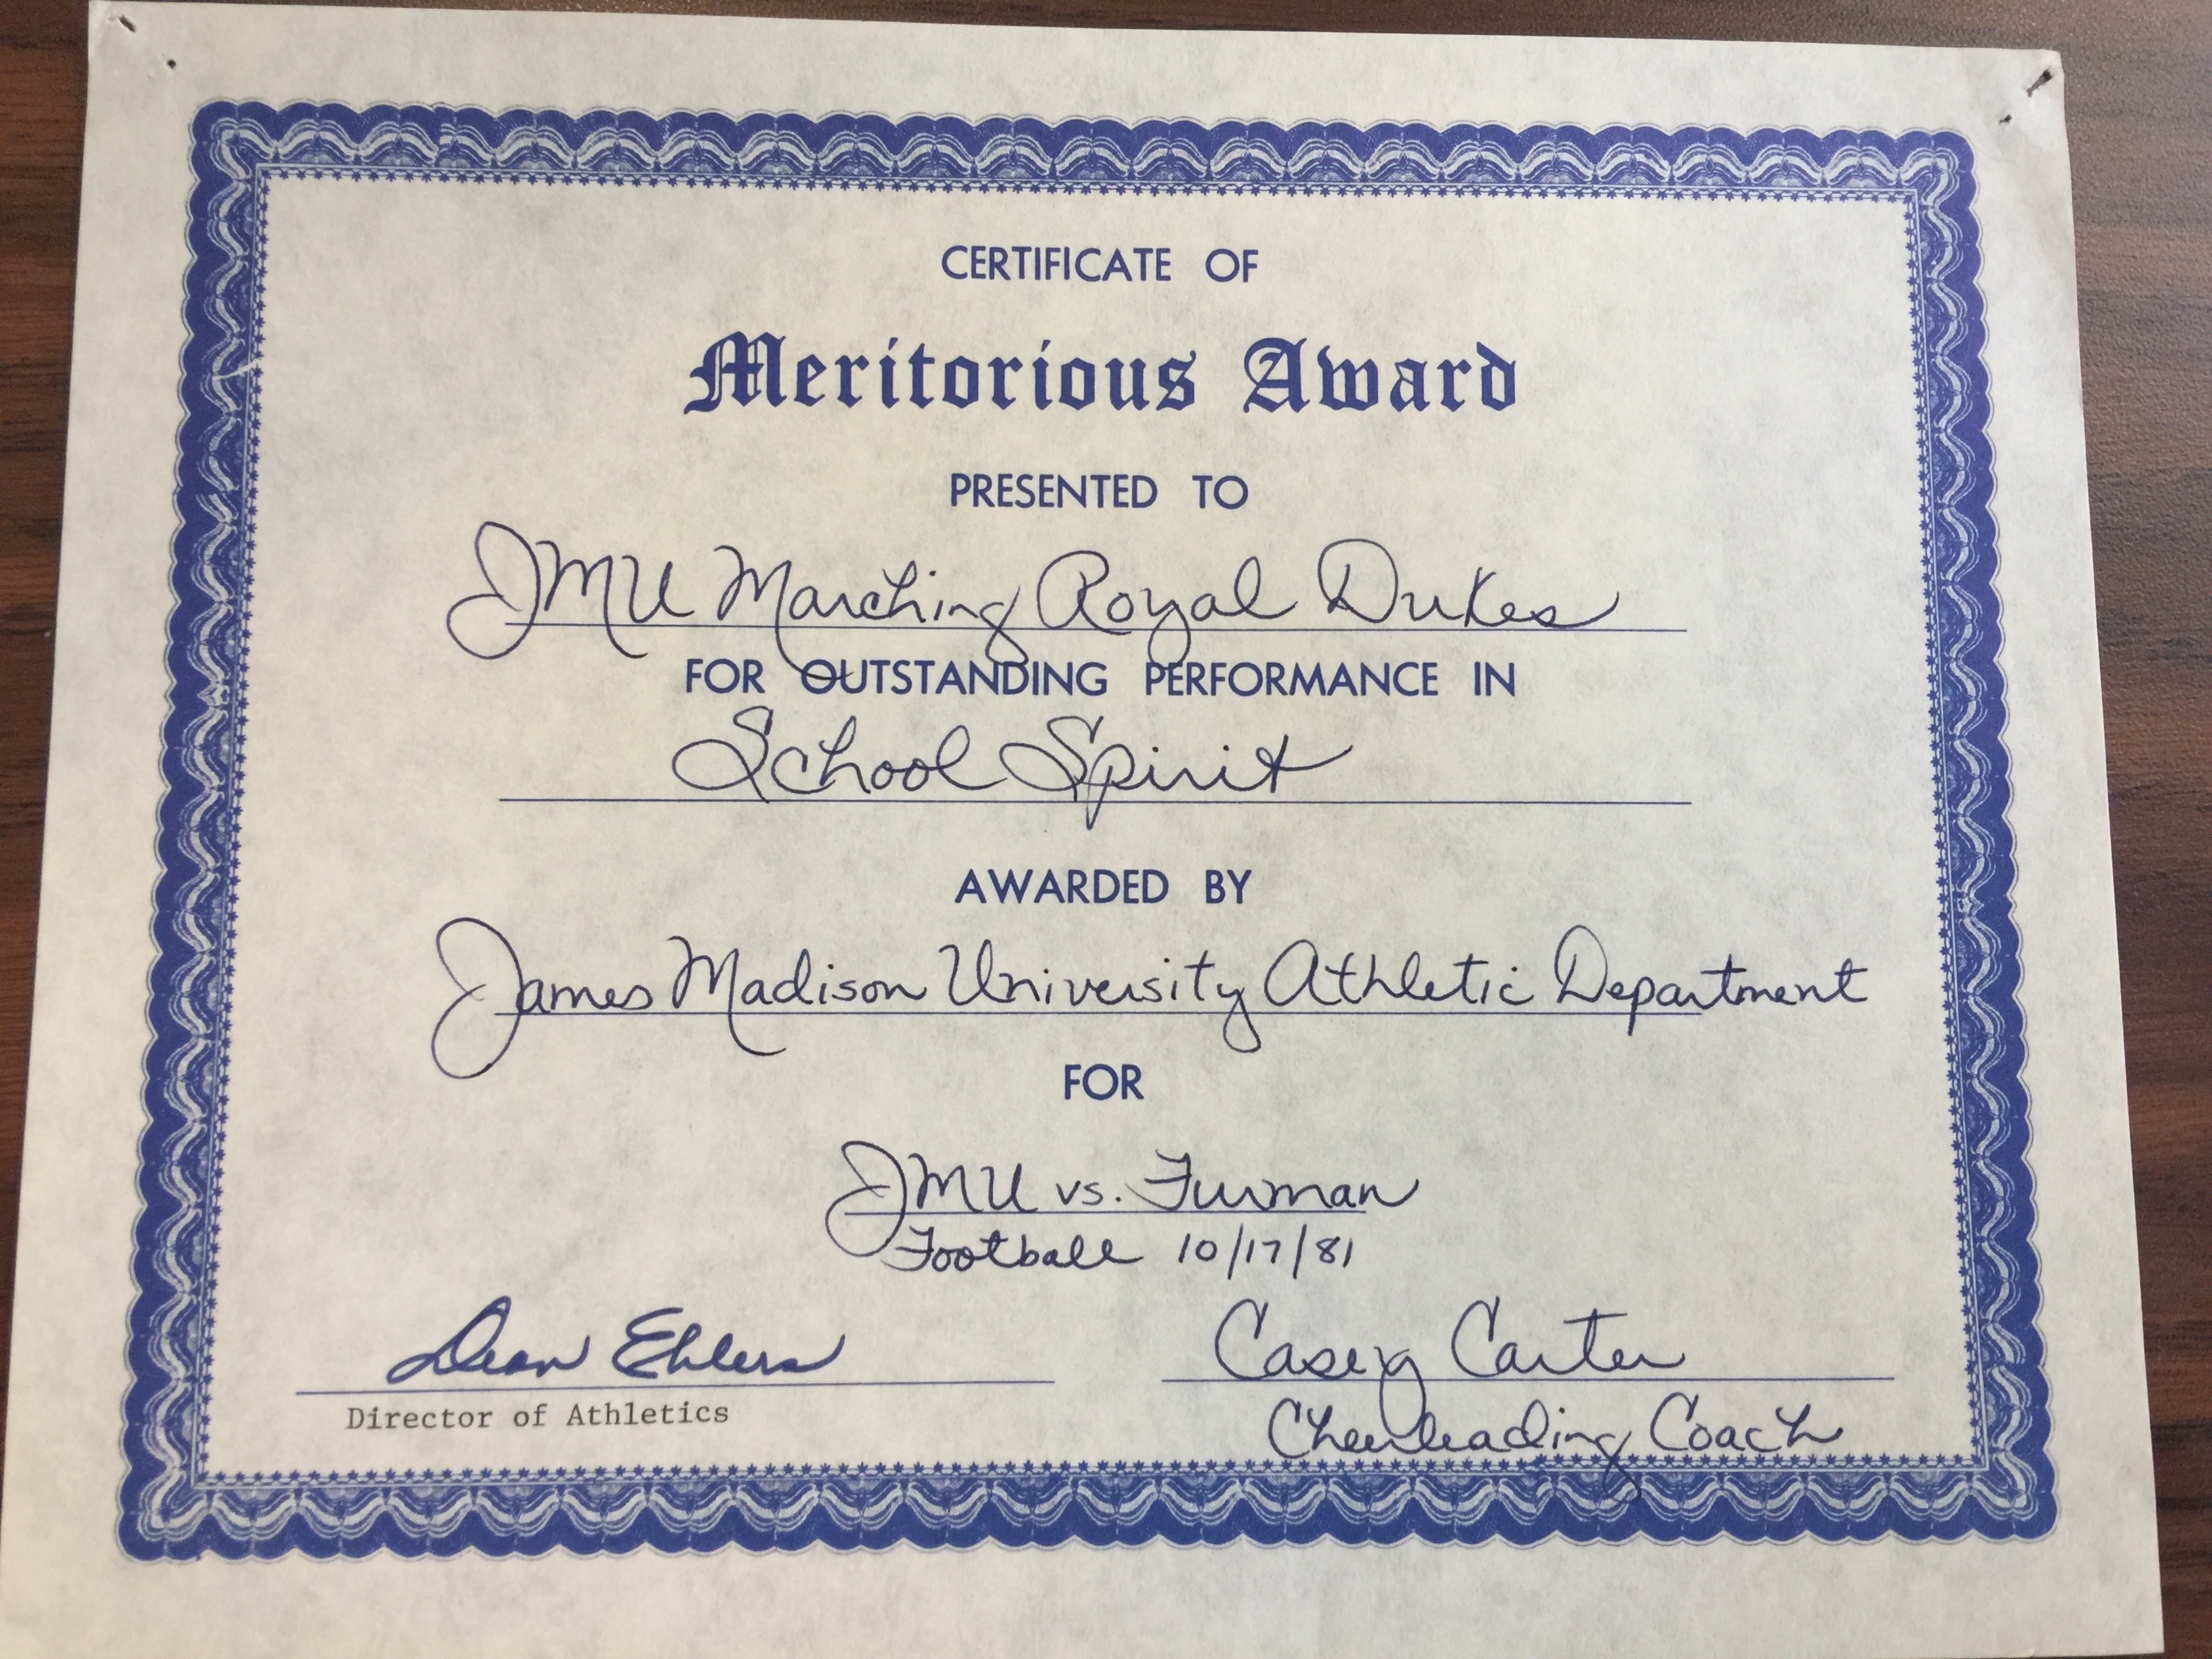 CERTIFICATE OF
Meritorious Award
PRESENTED TO
JMU Marching Royal Dukes
FOR OUTSTANDING PERFORMANCE IN
School Spirit
AWARDED BY
James Madison University Athletic Department
FOR
JMU vs. Furman
Football 10/17/81
Dean Ehlers
Director of Athletics
Casey Carter
Cheerleading Coach